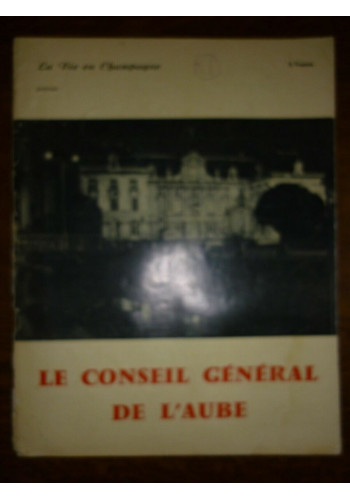 La Vie en Champagne
LE CONSEIL GÉNÉRAL
DE L'AUBE